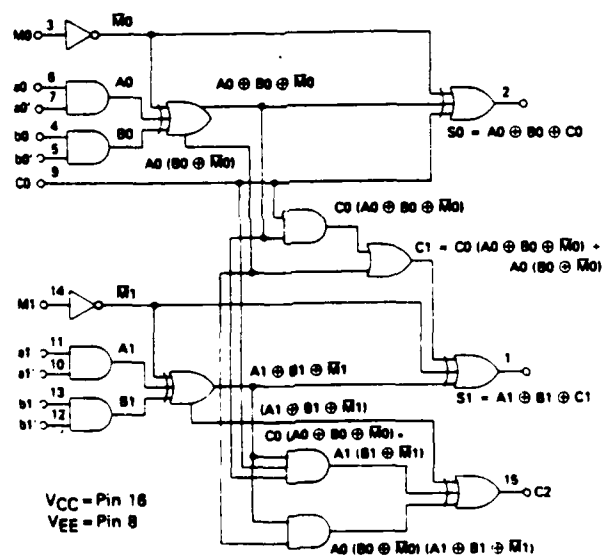 M0 3 M̅0
a0 6 A0 A0 ⊕ B0 ⊕ M̅0 2
a0' 7
S0 = A0 ⊕ B0 ⊕ C0
b0 4 B0
b0' 5 A0 (B0 ⊕ M̅0)
C0 9
C0 (A0 ⊕ B0 ⊕ M̅0)
C1 = C0 (A0 ⊕ B0 ⊕ M̅0) +
A0 (B0 ⊕ M̅0)
M1 14 M̅1
a1 11 A1 1
a1' 10 A1 ⊕ B1 ⊕ M̅1
S1 = A1 ⊕ B1 ⊕ C1
b1 13 B1 (A1 ⊕ B1 ⊕ M̅1)
b1' 12 C0 (A0 ⊕ B0 ⊕ M̅0) •
A1 (B1 ⊕ M̅1)
15 C2
VCC = Pin 16
VEE = Pin 8
A0 (B0 ⊕ M̅0) (A1 ⊕ B1 ⊕ M̅1)